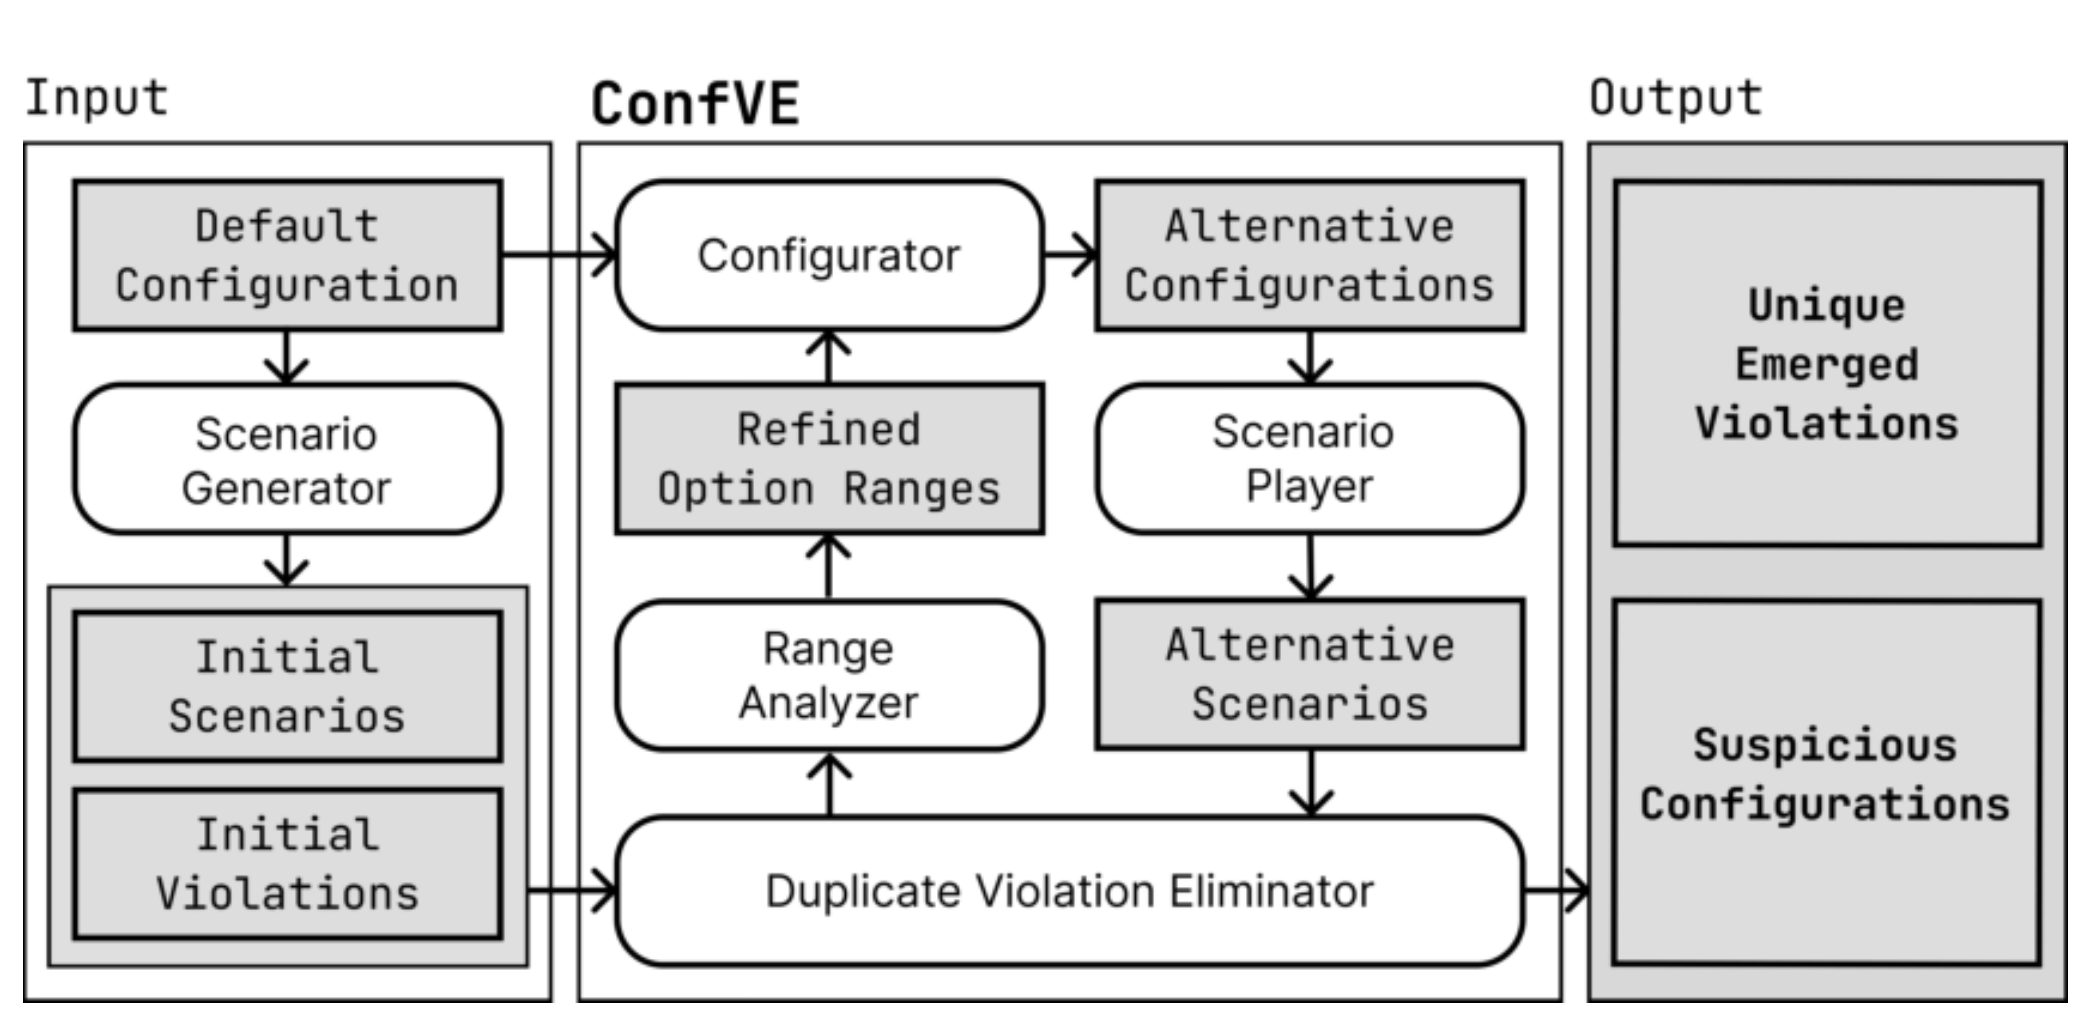 Input
Default
Configuration
Scenario
Generator
Initial
Scenarios
Initial
Violations
ConfVE
Configurator
Alternative
Configurations
Refined
Option Ranges
Scenario
Player
Range
Analyzer
Alternative
Scenarios
Duplicate Violation Eliminator
Output
Unique
Emerged
Violations
Suspicious
Configurations